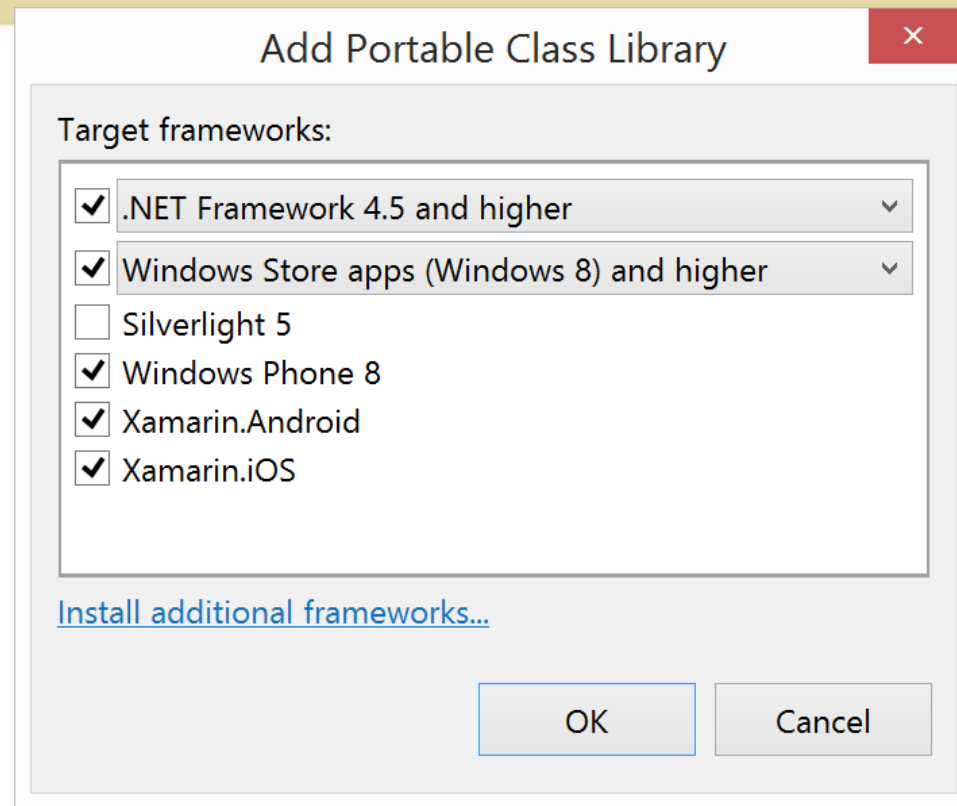 Add Portable Class Library
Target frameworks:
.NET Framework 4.5 and higher
Windows Store apps (Windows 8) and higher
Silverlight 5
Windows Phone 8
Xamarin.Android
Xamarin.iOS
Install additional frameworks...
OK
Cancel